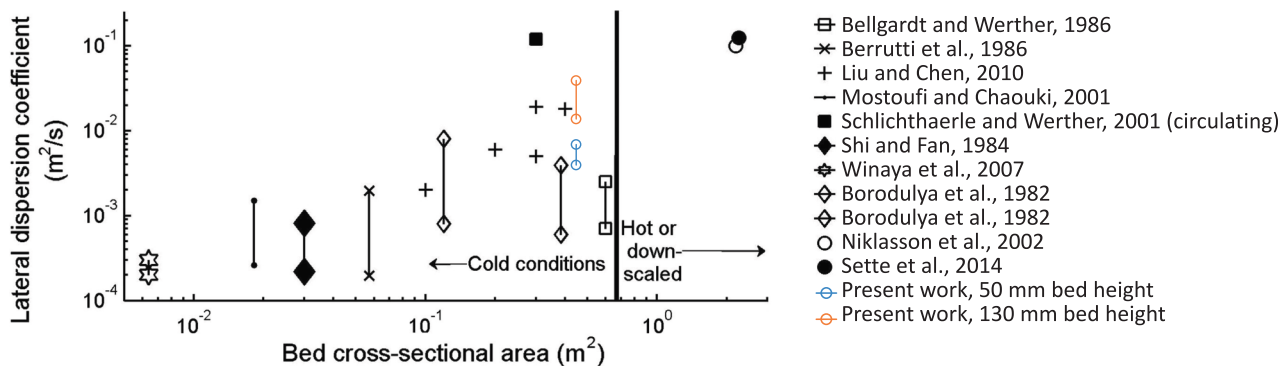 Lateral dispersion coefficient
(m²/s)
10⁻¹
10⁻²
10⁻³
10⁻⁴
Cold conditions
Hot or
down-
scaled
10⁻²
10⁻¹
10⁰
Bed cross-sectional area (m²)
Bellgardt and Werther, 1986
Berrutti et al., 1986
Liu and Chen, 2010
Mostoufi and Chaouki, 2001
Schlichthaerle and Werther, 2001 (circulating)
Shi and Fan, 1984
Winaya et al., 2007
Borodulya et al., 1982
Borodulya et al., 1982
Niklasson et al., 2002
Sette et al., 2014
Present work, 50 mm bed height
Present work, 130 mm bed height